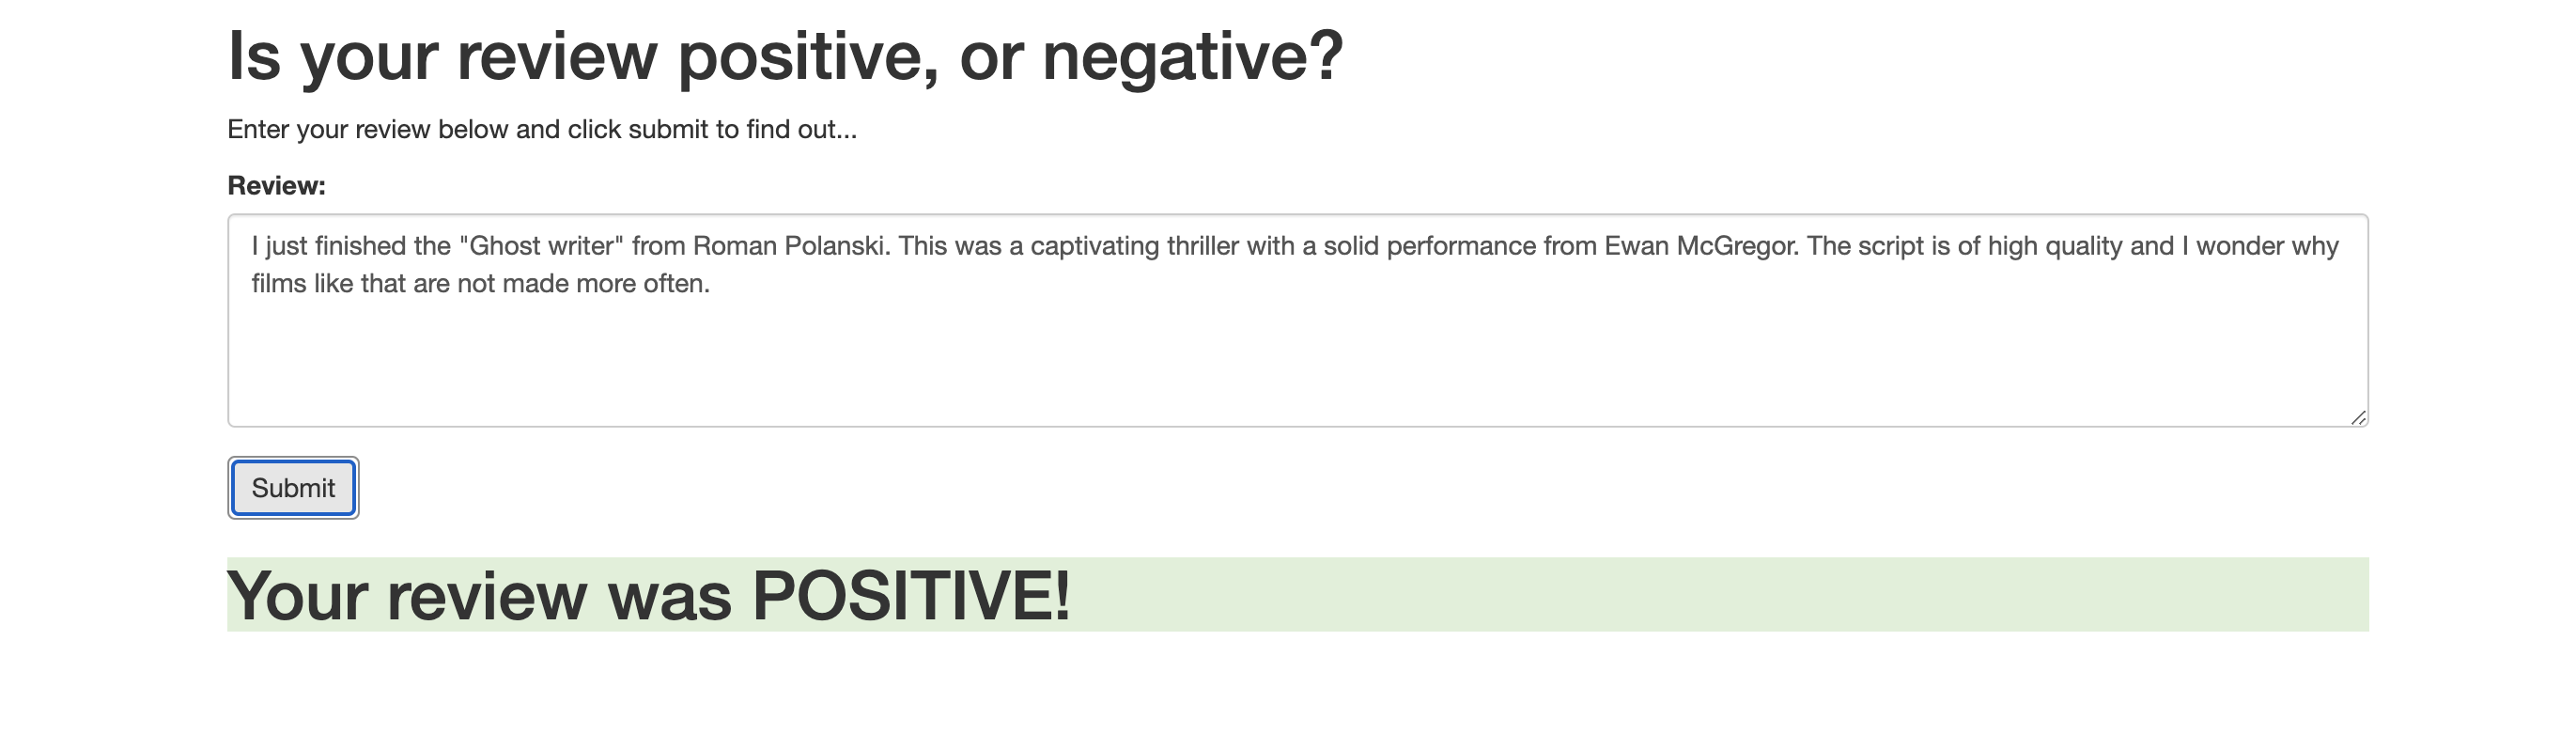 Is your review positive, or negative?
Enter your review below and click submit to find out...
Review:
I just finished the "Ghost writer" from Roman Polanski. This was a captivating thriller with a solid performance from Ewan McGregor. The script is of high quality and I wonder why
films like that are not made more often.
Submit
Your review was POSITIVE!